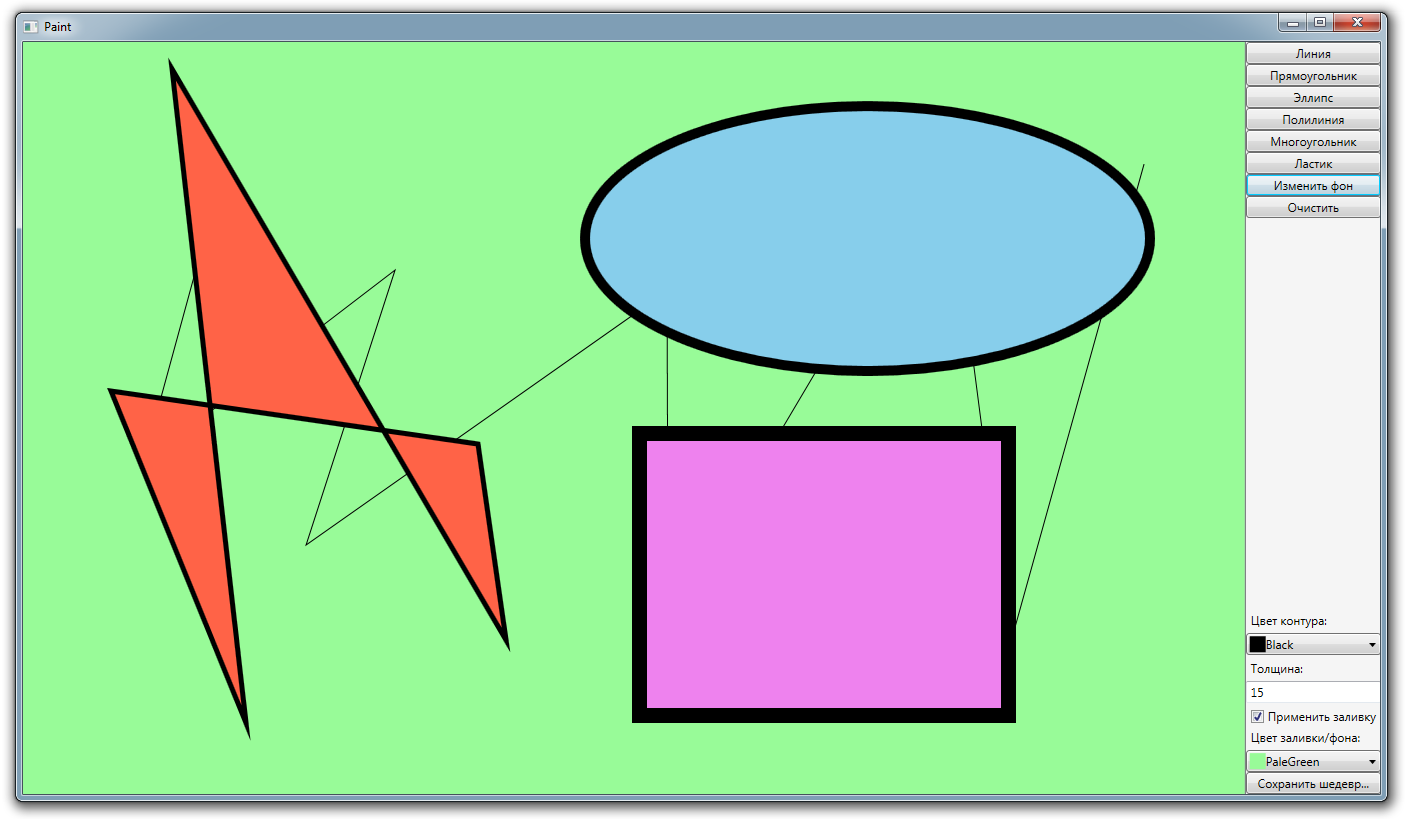 Paint
Линия
Прямоугольник
Эллипс
Полилиния
Многоугольник
Ластик
Изменить фон
Очистить
Цвет контура:
Black
Толщина:
15
Применить заливку
Цвет заливки/фона:
PaleGreen
Сохранить шедевр...